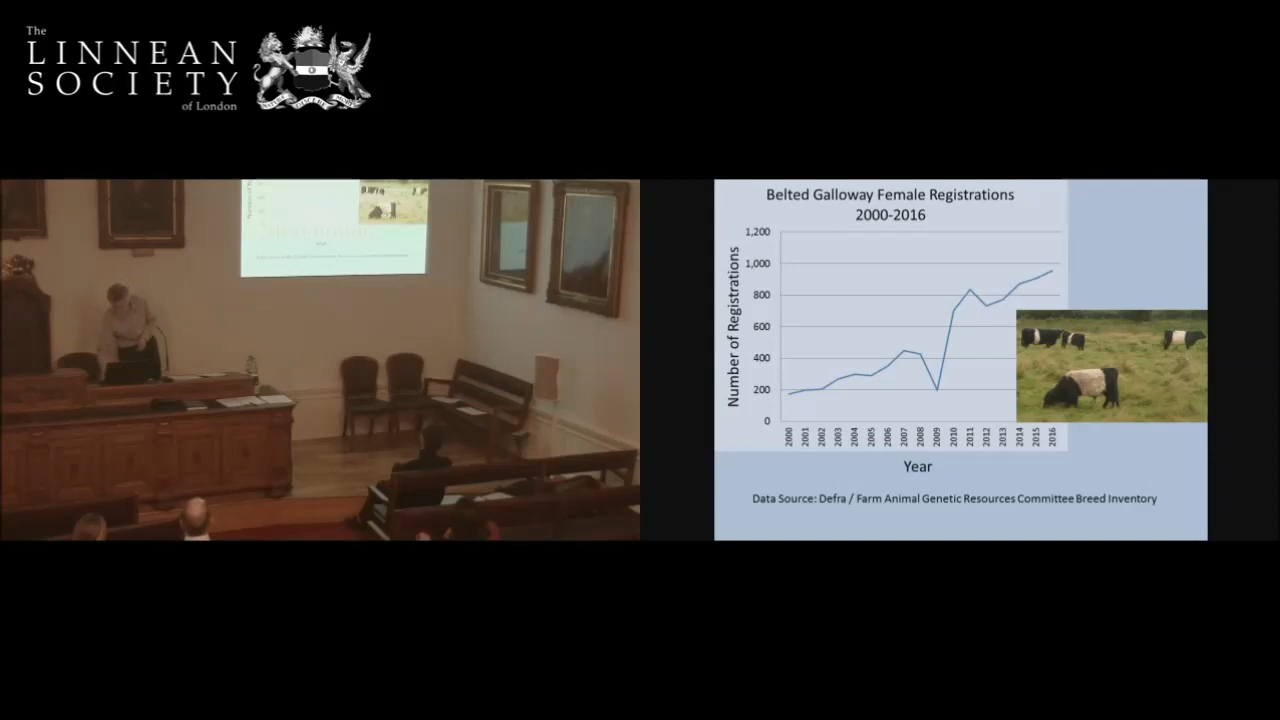 The
LINNEAN
SOCIETY
of London
Belted Galloway Female Registrations
2000-2016
Number of Registrations
1,200
1,000
800
600
400
200
0
2000 2001 2002 2003 2004 2005 2006 2007 2008 2009 2010 2011 2012 2013 2014 2015 2016
Year
Data Source: Defra / Farm Animal Genetic Resources Committee Breed Inventory